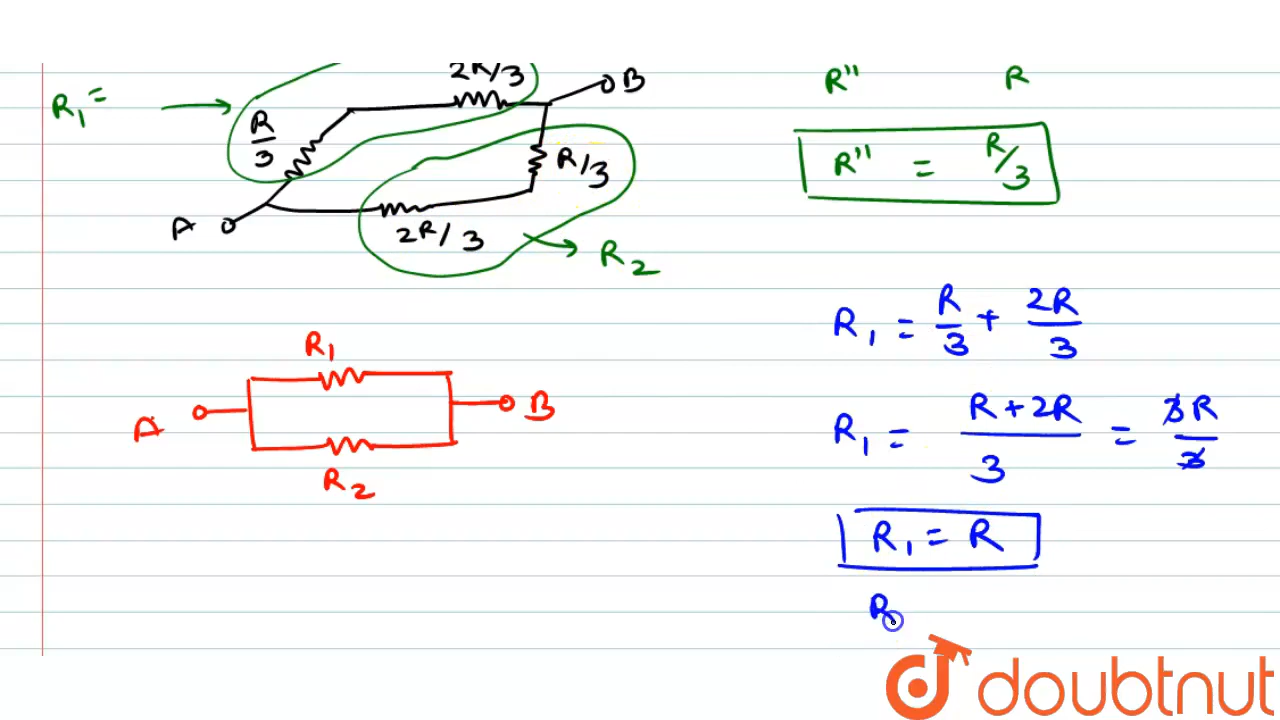 2R/3
B
R₁ =
R/3
R/3
A
2R/3
R₂
R" R
R" = R/3
R₁ = R/3 + 2R/3
R₁ = R+2R/3 = 3R/3
R₁ = R
R
R₁
A
B
R₂
doubtnut